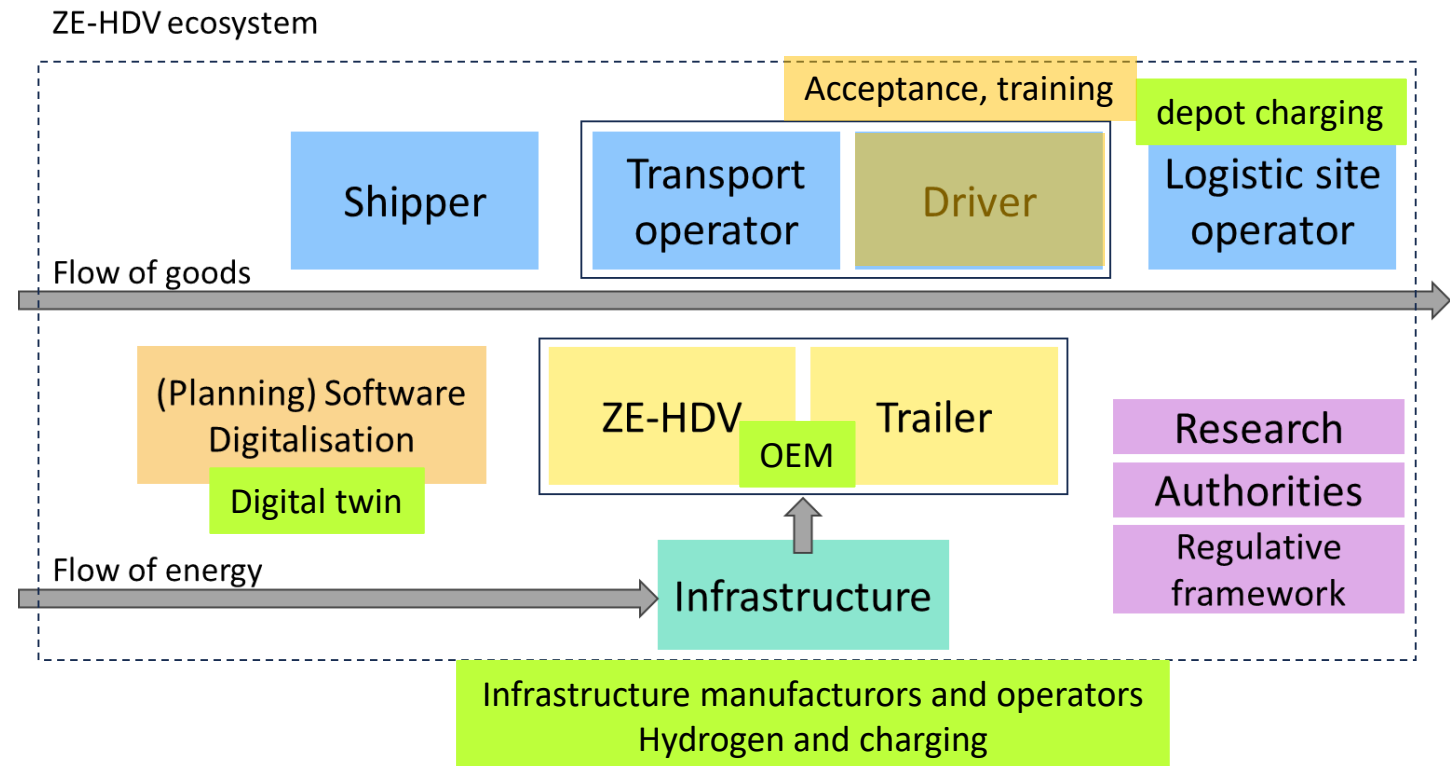 ZE-HDV ecosystem
Acceptance, training
depot charging
Shipper
Transport
operator
Driver
Logistic site
operator
Flow of goods
(Planning) Software
Digitalisation
Digital twin
ZE-HDV
Trailer
OEM
Research
Authorities
Regulative
framework
Flow of energy
Infrastructure
Infrastructure manufacturors and operators
Hydrogen and charging